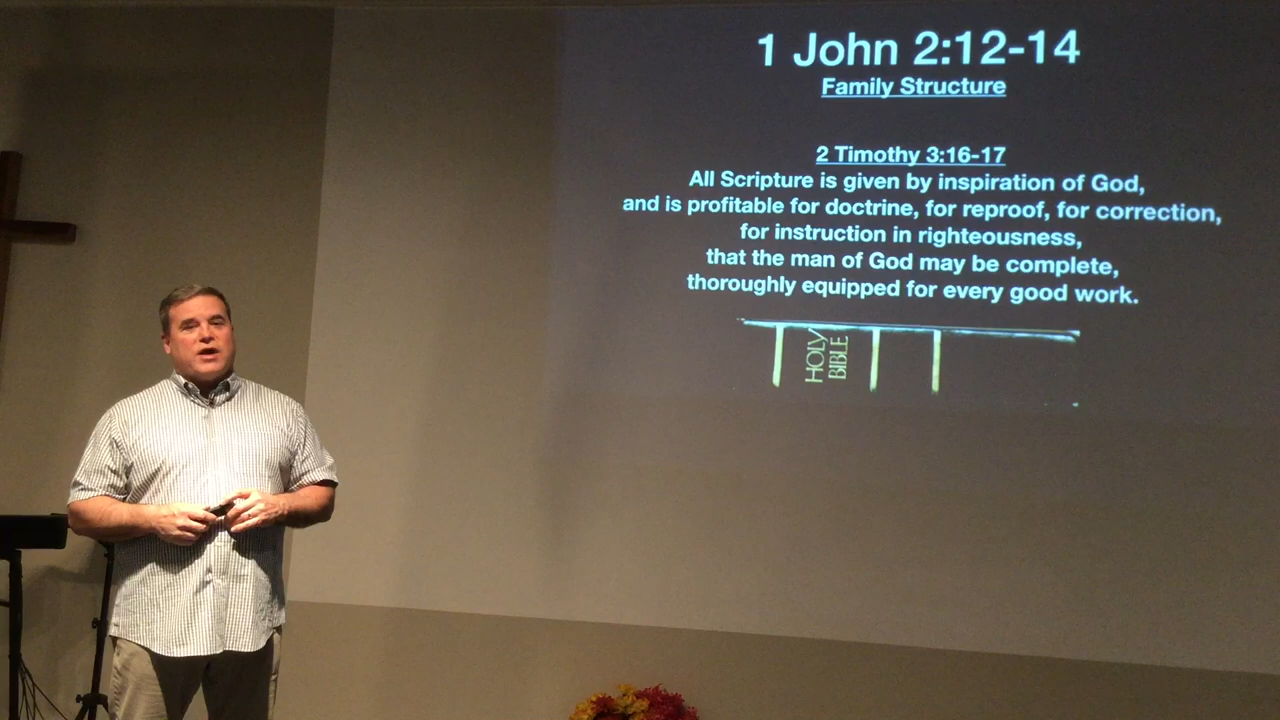 1 John 2:12-14
Family Structure
2 Timothy 3:16-17
All Scripture is given by inspiration of God,
and is profitable for doctrine, for reproof, for correction,
for instruction in righteousness,
that the man of God may be complete,
thoroughly equipped for every good work.
HOLY
BIBLE